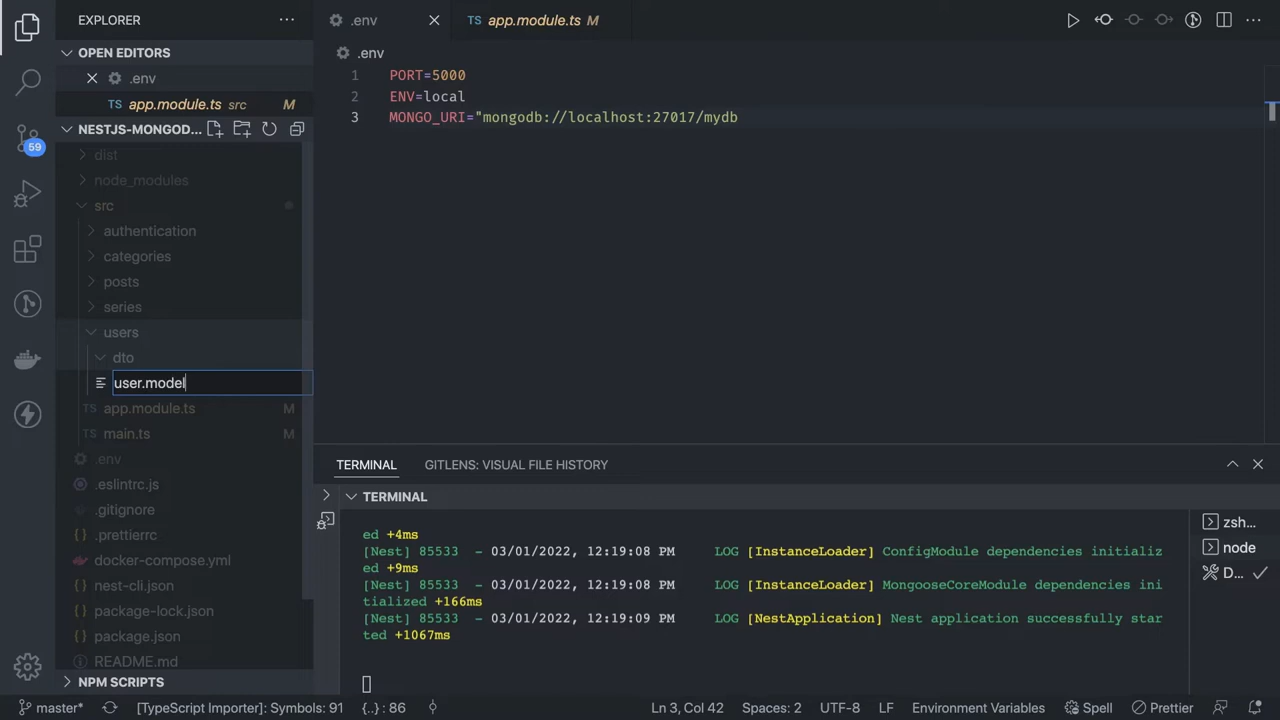 EXPLORER
.env
app.module.ts M
OPEN EDITORS
.env
app.module.ts src M
NESTJS-MONGOD...
59
dist
node_modules
src
authentication
categories
posts
series
users
dto
user.model
TS app.module.ts M
TS main.ts M
.env
.eslintrc.js
.gitignore
.prettierrc
docker-compose.yml
nest-cli.json
package-lock.json
package.json
README.md
NPM SCRIPTS
.env
1 PORT=5000
2 ENV=local
3 MONGO_URI="mongodb://localhost:27017/mydb
TERMINAL GITLENS: VISUAL FILE HISTORY
TERMINAL
ed +4ms
[Nest] 85533 - 03/01/2022, 12:19:08 PM LOG [InstanceLoader] ConfigModule dependencies initializ
ed +9ms
[Nest] 85533 - 03/01/2022, 12:19:08 PM LOG [InstanceLoader] MongooseCoreModule dependencies ini
tialized +166ms
[Nest] 85533 - 03/01/2022, 12:19:09 PM LOG [NestApplication] Nest application successfully star
ted +1067ms
zsh...
node
D...
master* [TypeScript Importer]: Symbols: 91 {..} : 86 Ln 3, Col 42 Spaces: 2 UTF-8 LF Environment Variables Spell Prettier